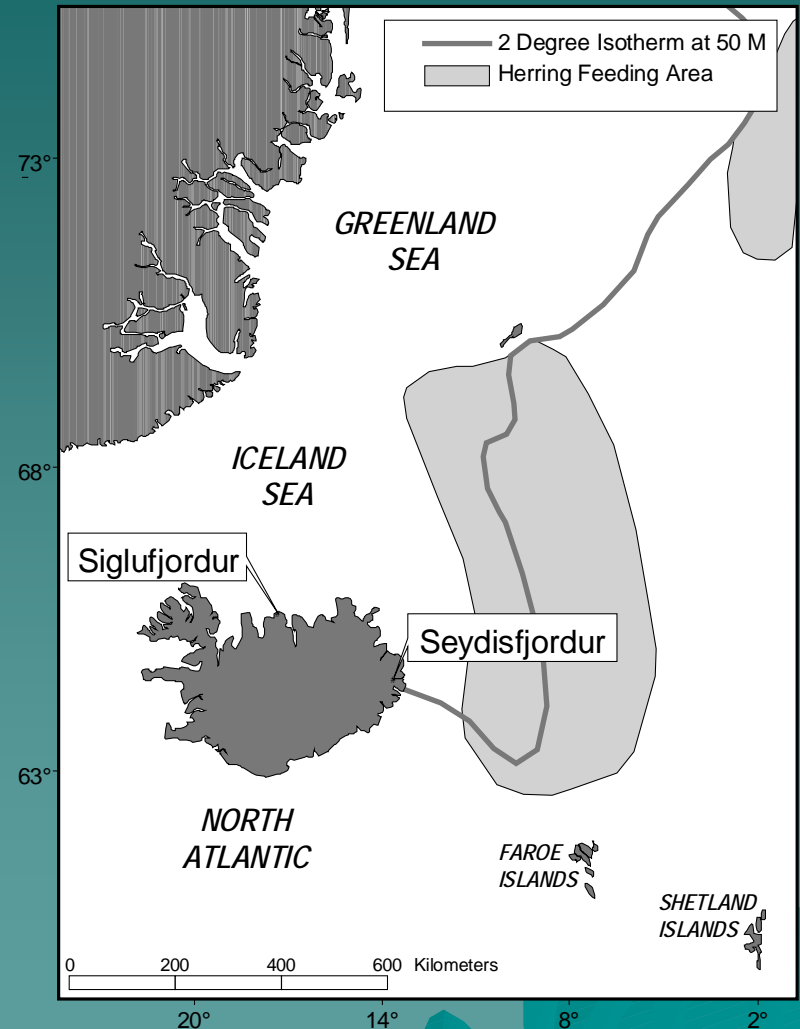 2 Degree Isotherm at 50 M
Herring Feeding Area
73°
GREENLAND
SEA
68°
ICELAND
SEA
Siglufjordur
Seydisfjordur
63°
NORTH
ATLANTIC
FAROE
ISLANDS
SHETLAND
ISLANDS
0 200 400 600 Kilometers
20° 14° 8° 2°